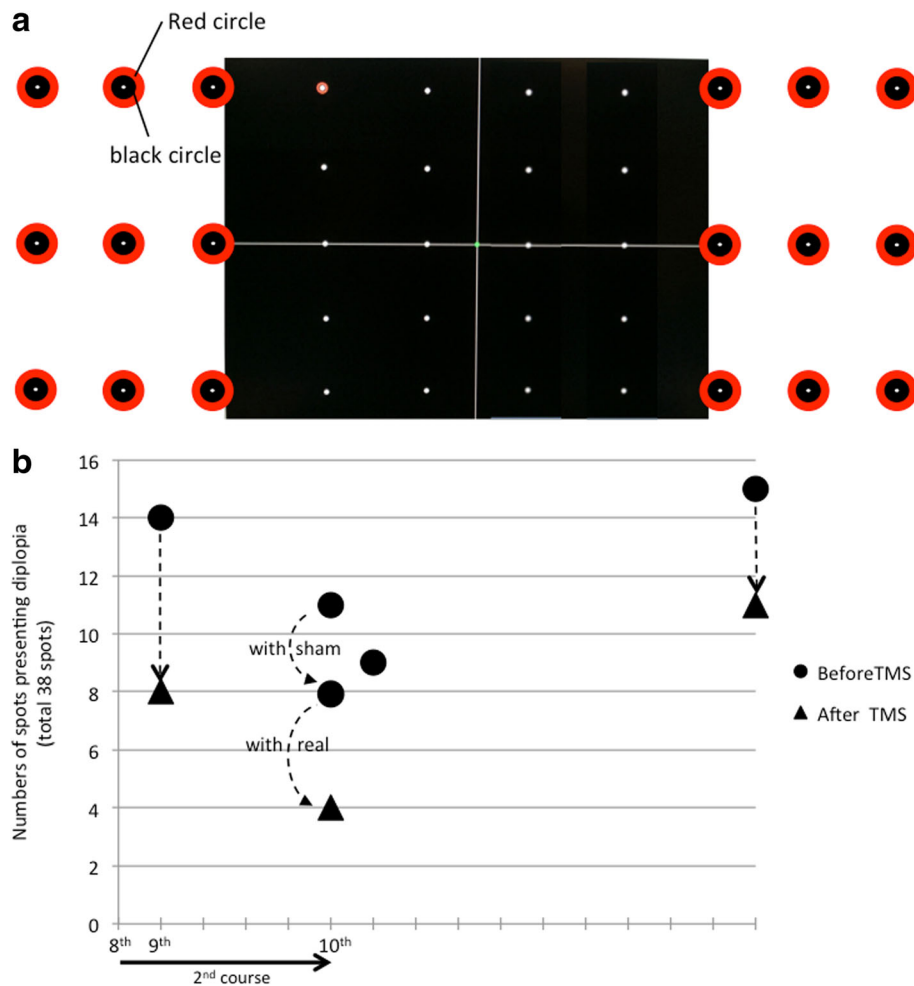 a
Red circle
black circle
b
Numbers of spots presenting diplopia
(total 38 spots)
16
14
12
10
8
6
4
2
0
with sham
with real
BeforeTMS
After TMS
8th 9th 10th
2nd course